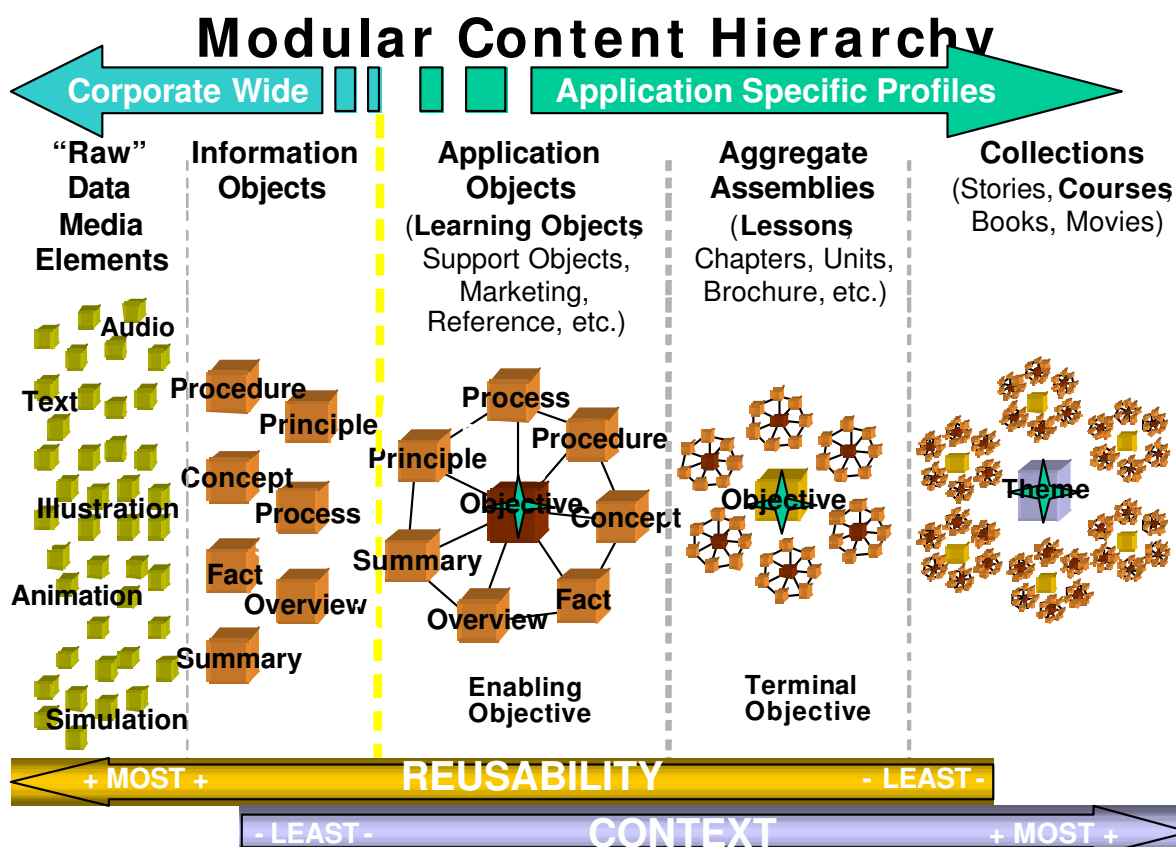 Modular Content Hierarchy
Corporate Wide
Application Specific Profiles
“Raw”
Data
Media
Elements
Information
Objects
Application
Objects
(Learning Objects,
Support Objects,
Marketing,
Reference, etc.)
Aggregate
Assemblies
(Lessons,
Chapters, Units,
Brochure, etc.)
Collections
(Stories, Courses,
Books, Movies)
Audio
Text
Illustration
Animation
Simulation
Procedure
Principle
Concept
Process
Fact
Overview
Summary
Process
Procedure
Principle
Objective
Concept
Summary
Fact
Overview
Enabling
Objective
Objective
Terminal
Objective
Theme
+ MOST +
REUSABILITY
- LEAST -
- LEAST -
CONTEXT
+ MOST +